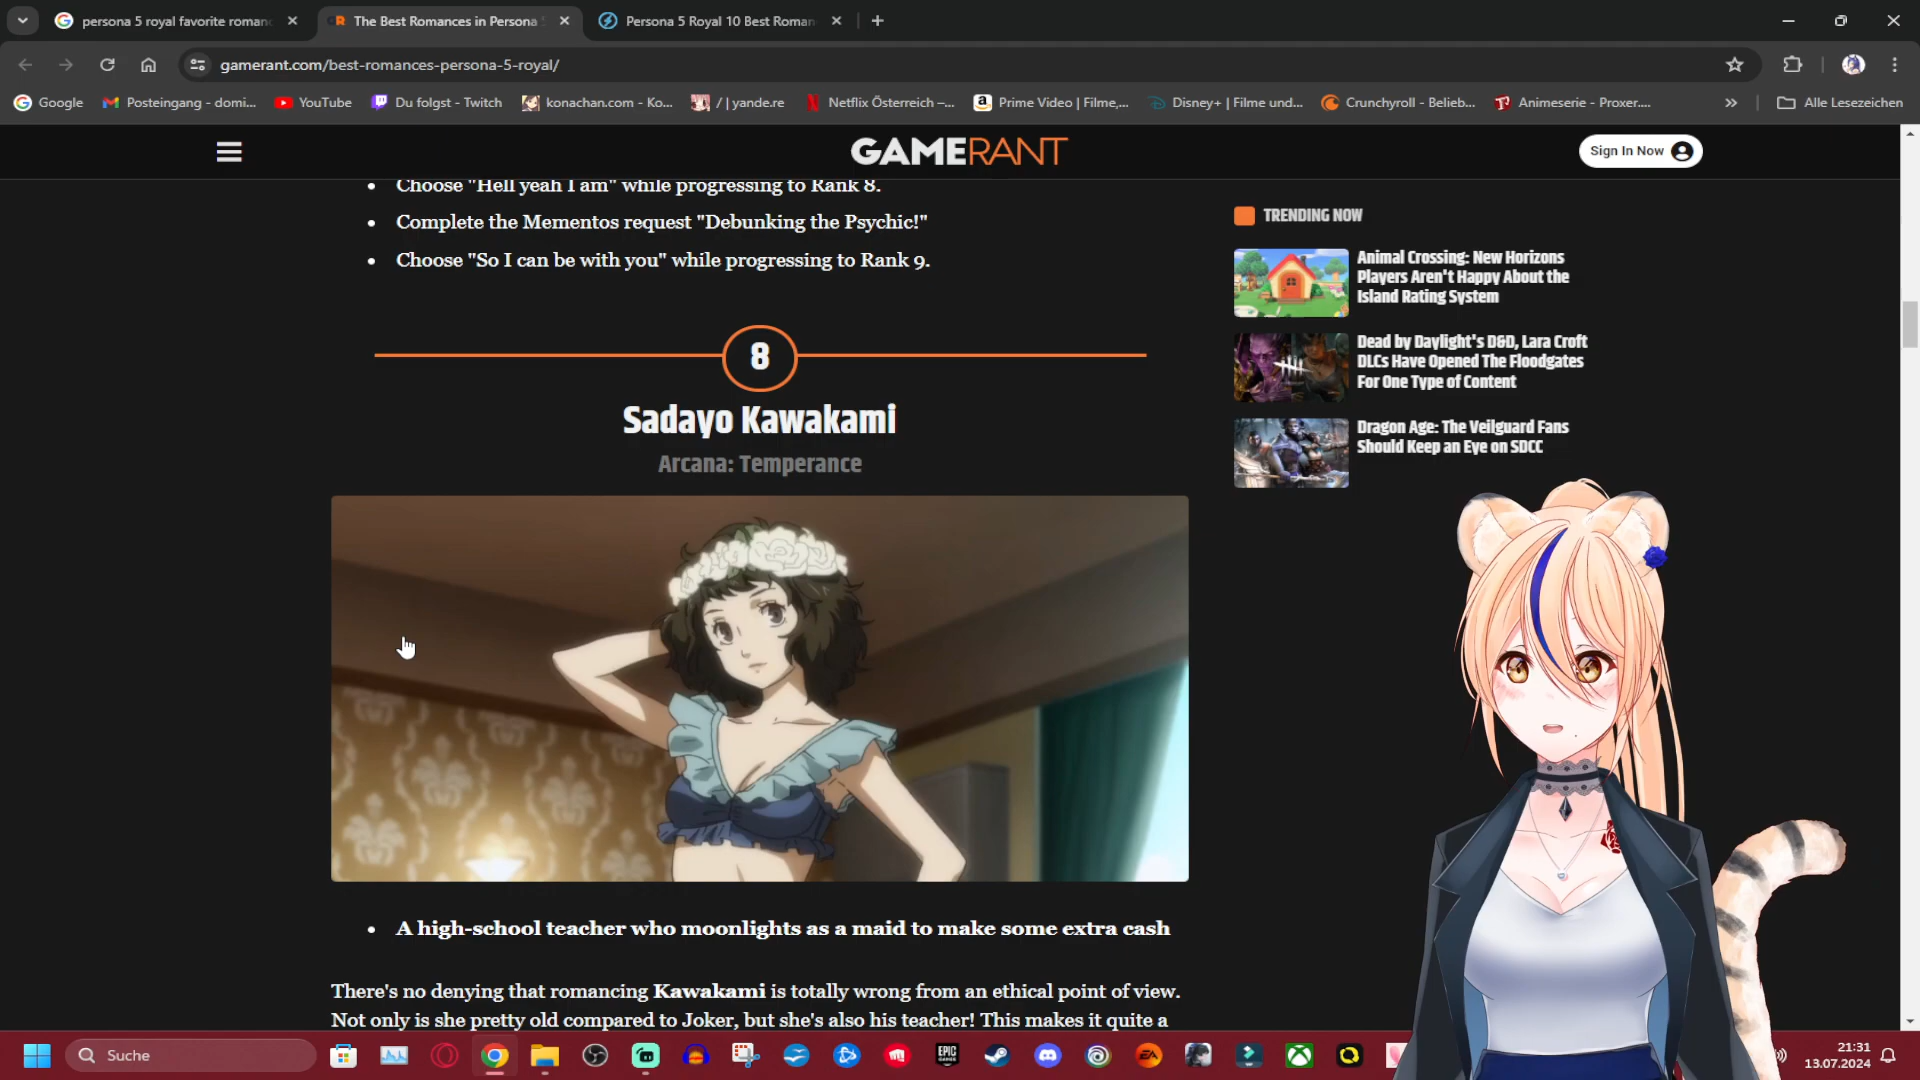 persona 5 royal favorite roman
The Best Romances in Persona
Persona 5 Royal 10 Best Roman
gamerant.com/best-romances-persona-5-royal/
Google
Posteingang - domi...
YouTube
Du folgst - Twitch
konachan.com - Ko...
/ | yande.re
Netflix Österreich –...
Prime Video | Filme,...
Disney+ | Filme und...
Crunchyroll - Belieb...
Animeserie - Proxer....
Alle Lesezeichen
GAMERANT
Sign In Now
Choose "Hell yeah I am" while progressing to Rank 8.
Complete the Mementos request "Debunking the Psychic!"
Choose "So I can be with you" while progressing to Rank 9.
8
Sadayo Kawakami
Arcana: Temperance
A high-school teacher who moonlights as a maid to make some extra cash
There's no denying that romancing Kawakami is totally wrong from an ethical point of view.
Not only is she pretty old compared to Joker, but she's also his teacher! This makes it quite a
TRENDING NOW
Animal Crossing: New Horizons
Players Aren't Happy About the
Island Rating System
Dead by Daylight's D&D, Lara Croft
DLCs Have Opened The Floodgates
For One Type of Content
Dragon Age: The Veilguard Fans
Should Keep an Eye on SDCC
Suche
EPIC
GAMES
EA
21:31
13.07.2024